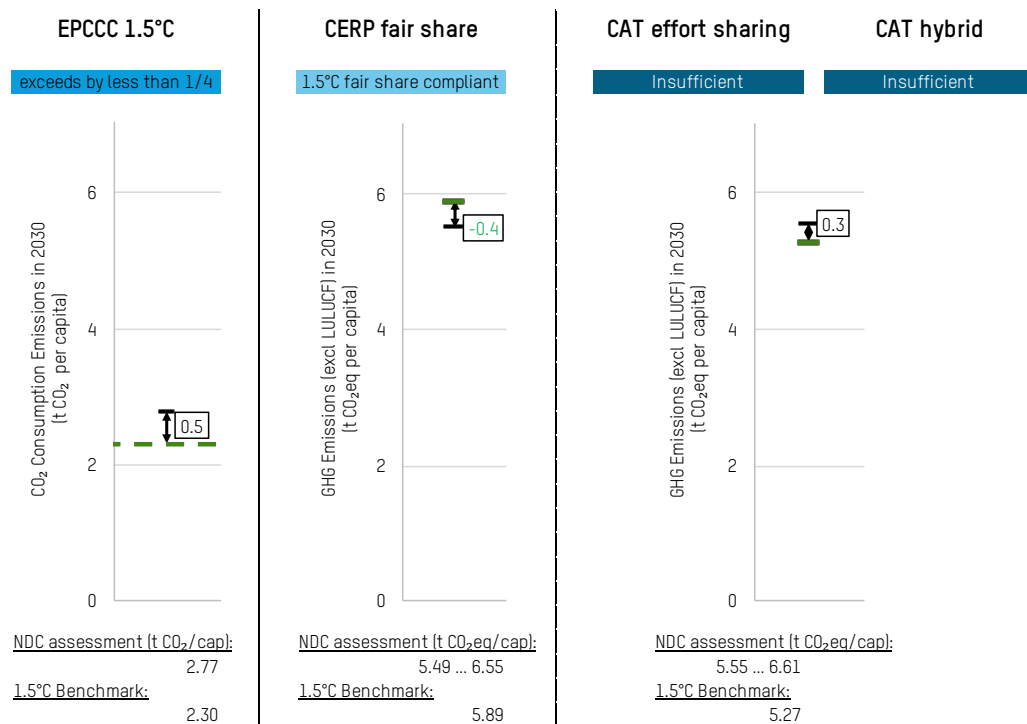 EPCCC 1.5°C
exceeds by less than 1/4
CO₂ Consumption Emissions in 2030
(t CO₂ per capita)
6
4
2
0
0.5
NDC assessment (t CO₂/cap):
2.77
1.5°C Benchmark:
2.30
CERP fair share
1.5°C fair share compliant
GHG Emissions (excl LULUCF) in 2030
(t CO₂eq per capita)
6
4
2
0
-0.4
NDC assessment (t CO₂eq/cap):
5.49 ... 6.55
1.5°C Benchmark:
5.89
CAT effort sharing
Insufficient
CAT hybrid
Insufficient
GHG Emissions (excl LULUCF) in 2030
(t CO₂eq per capita)
6
4
2
0
0.3
NDC assessment (t CO₂eq/cap):
5.55 ... 6.61
1.5°C Benchmark:
5.27